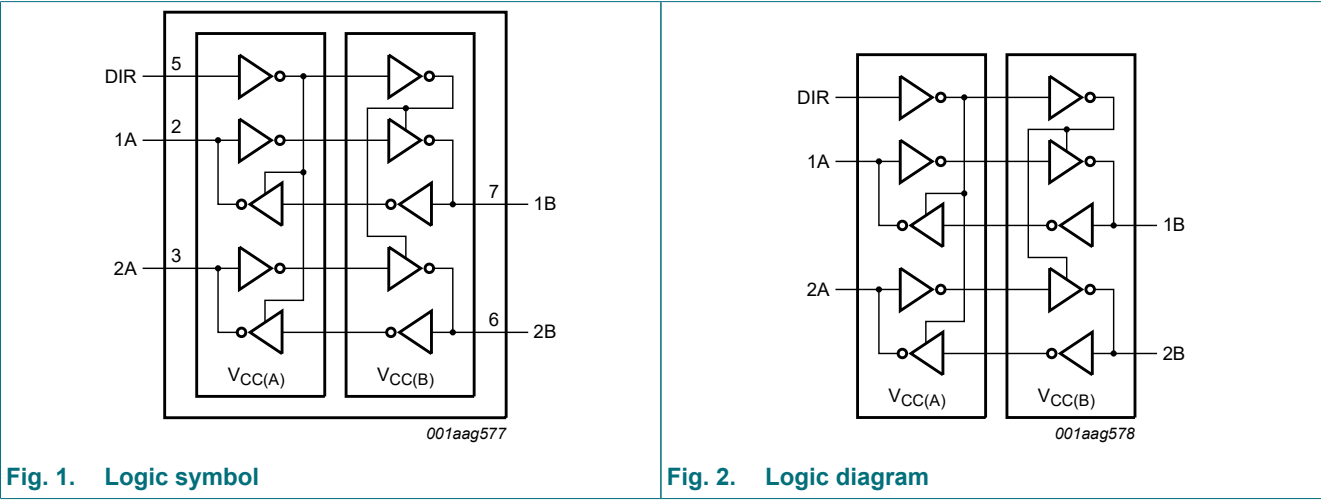 DIR
5
1A
2
7
1B
2A
3
6
2B
VCC(A)
VCC(B)
001aag577
Fig. 1. Logic symbol
DIR
1A
1B
2A
2B
VCC(A)
VCC(B)
001aag578
Fig. 2. Logic diagram